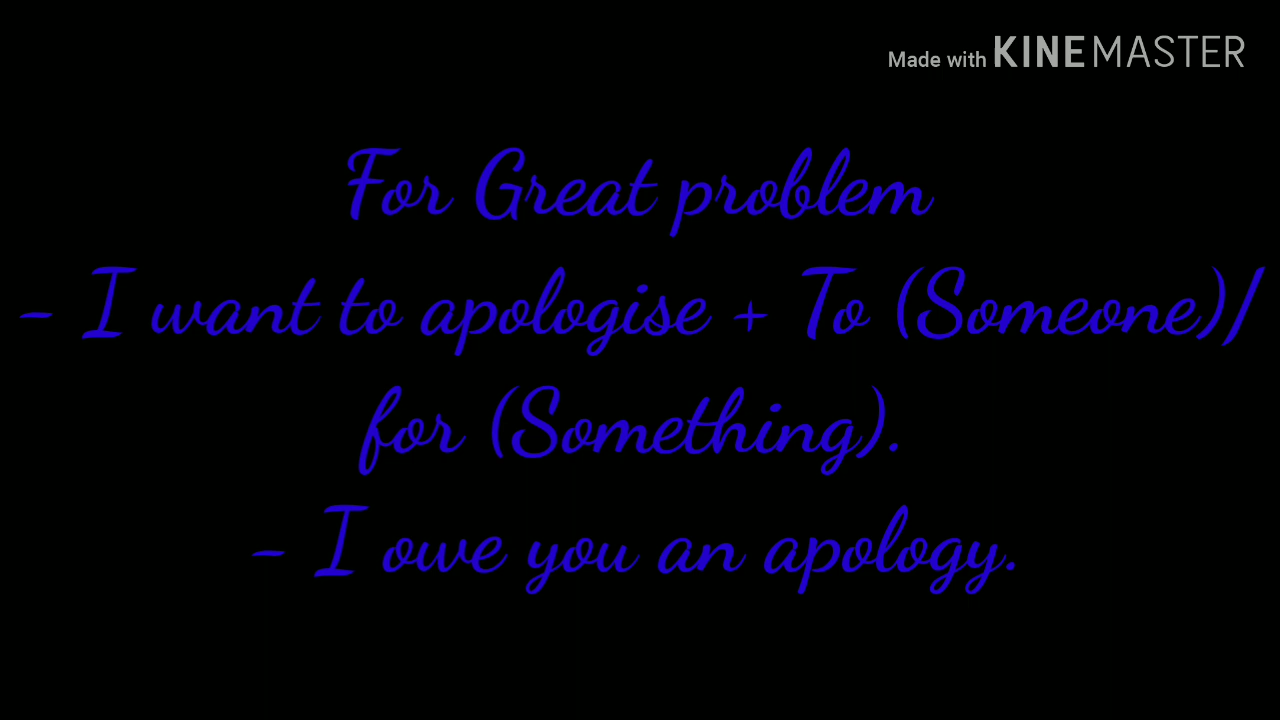 Made with KINEMASTER
For Great problem
- I want to apologise + To (Someone)/
for (Something).
- I owe you an apology.